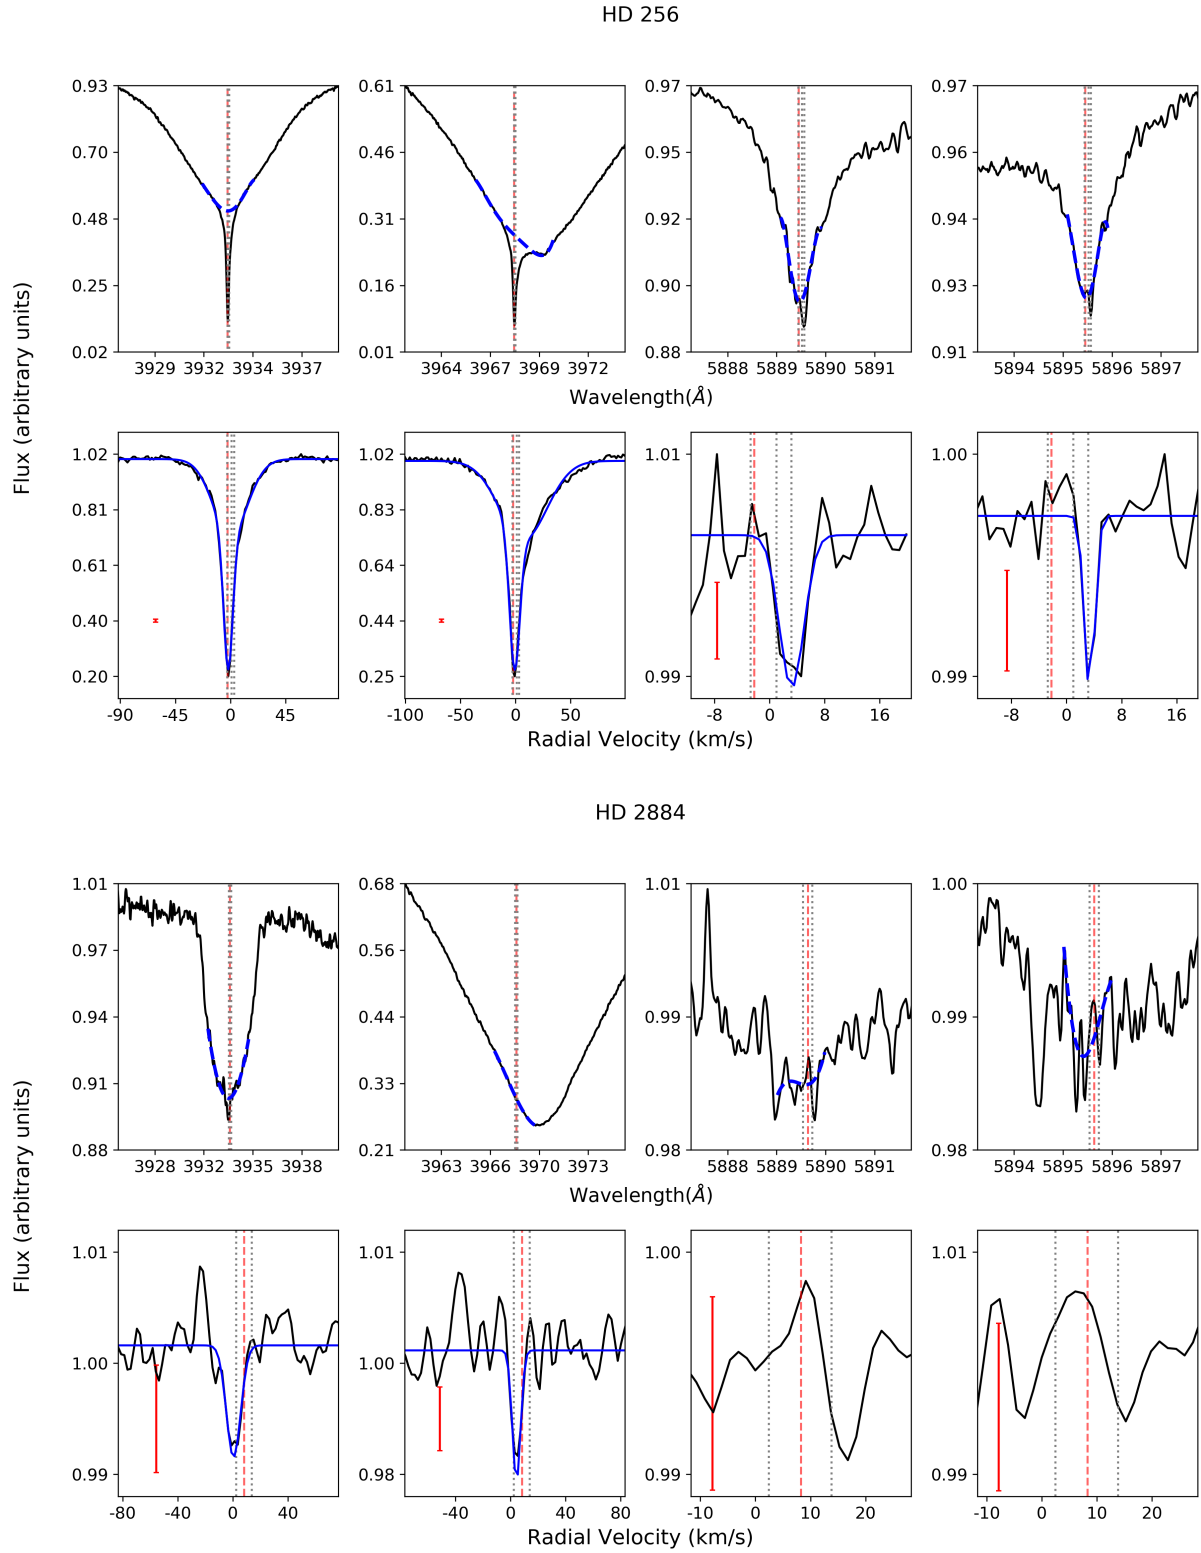 HD 256
Flux (arbitrary units)
0.93 0.70 0.48 0.25 0.02
3929 3932 3934 3937
0.61 0.46 0.31 0.16 0.01
3964 3967 3969 3972
0.97 0.95 0.92 0.90 0.88
5888 5889 5890 5891
0.97 0.96 0.94 0.93 0.91
5894 5895 5896 5897
Wavelength(Å)
1.02 0.81 0.61 0.40 0.20
-90 -45 0 45
1.02 0.83 0.64 0.44 0.25
-100 -50 0 50
1.01 0.99
-8 0 8 16
1.00 0.99
-8 0 8 16
Radial Velocity (km/s)
HD 2884
Flux (arbitrary units)
1.01 0.97 0.94 0.91 0.88
3928 3932 3935 3938
0.68 0.56 0.44 0.33 0.21
3963 3966 3970 3973
1.01 0.99 0.98
5888 5889 5890 5891
1.00 0.99 0.98
5894 5895 5896 5897
Wavelength(Å)
1.01 1.00 0.99
-80 -40 0 40
1.01 1.00 0.98
-40 0 40 80
1.00 0.99
-10 0 10 20
1.01 0.99
-10 0 10 20
Radial Velocity (km/s)